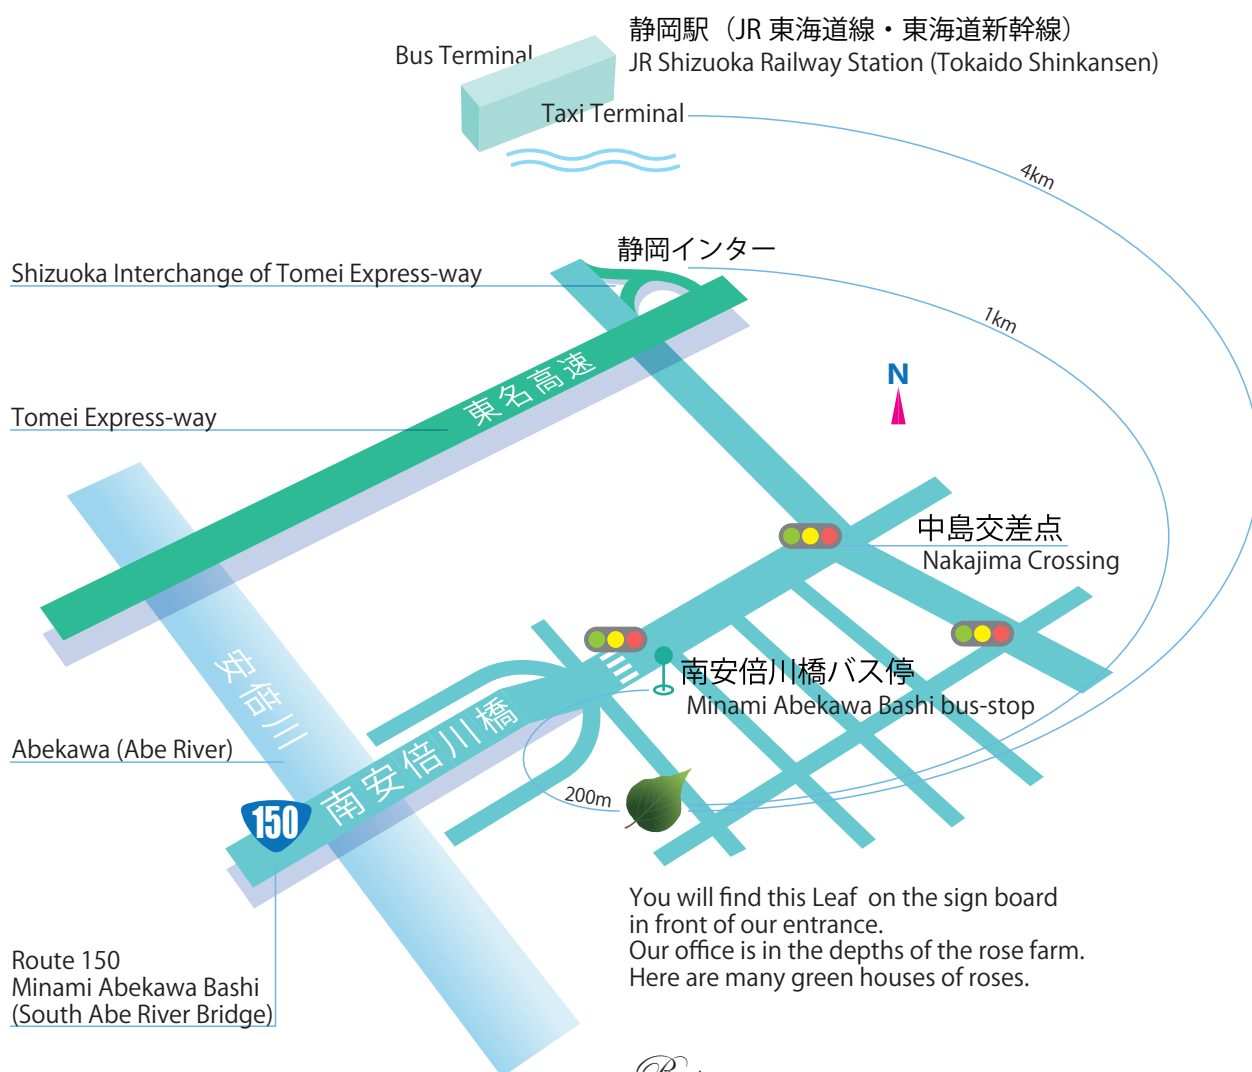 静岡駅（JR 東海道線・東海道新幹線）
Bus Terminal
JR Shizuoka Railway Station (Tokaido Shinkansen)
Taxi Terminal
4km
静岡インター
Shizuoka Interchange of Tomei Express-way
1km
東名高速
N
Tomei Express-way
中島交差点
Nakajima Crossing
安倍川
南安倍川橋バス停
Minami Abekawa Bashi bus-stop
南安倍川橋
Abekawa (Abe River)
200m
150
You will find this Leaf on the sign board
in front of our entrance.
Our office is in the depths of the rose farm.
Here are many green houses of roses.
Route 150
Minami Abekawa Bashi
(South Abe River Bridge)